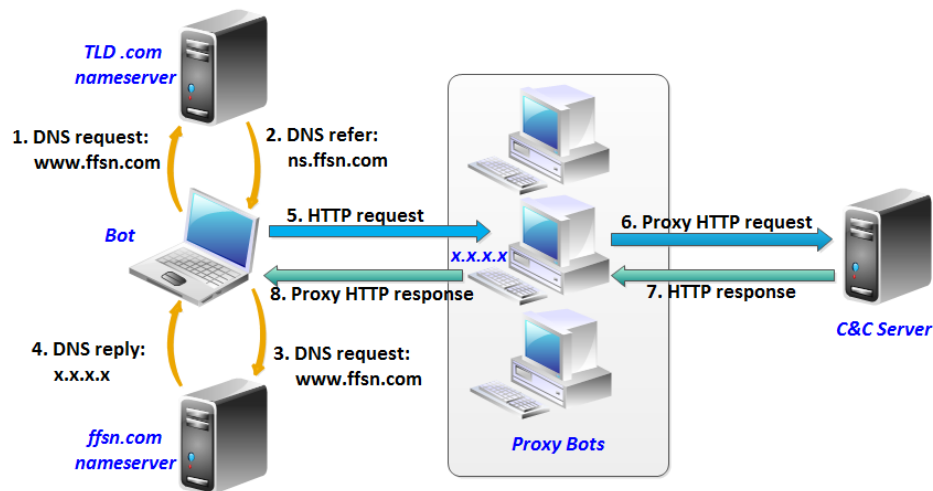 TLD .com
nameserver
1. DNS request:
www.ffsn.com
2. DNS refer:
ns.ffsn.com
Bot
5. HTTP request
6. Proxy HTTP request
x.x.x.x
8. Proxy HTTP response
7. HTTP response
C&C Server
4. DNS reply:
x.x.x.x
3. DNS request:
www.ffsn.com
ffsn.com
nameserver
Proxy Bots